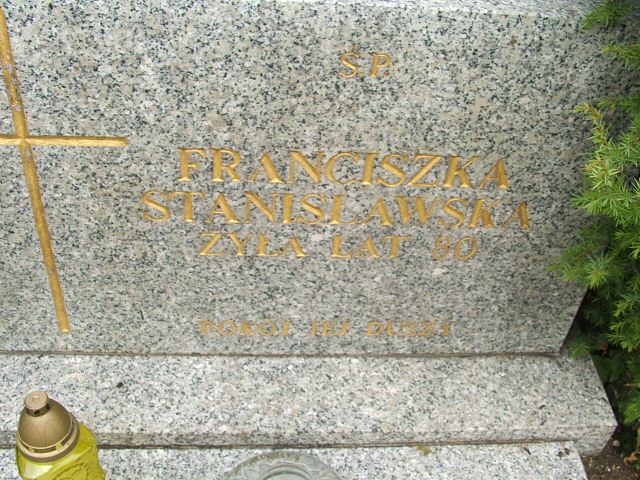 Ś.P.
FRANCISZKA
STANISŁAWSKA
ŻYŁA LAT 80
POKÓJ JEJ DUSZY